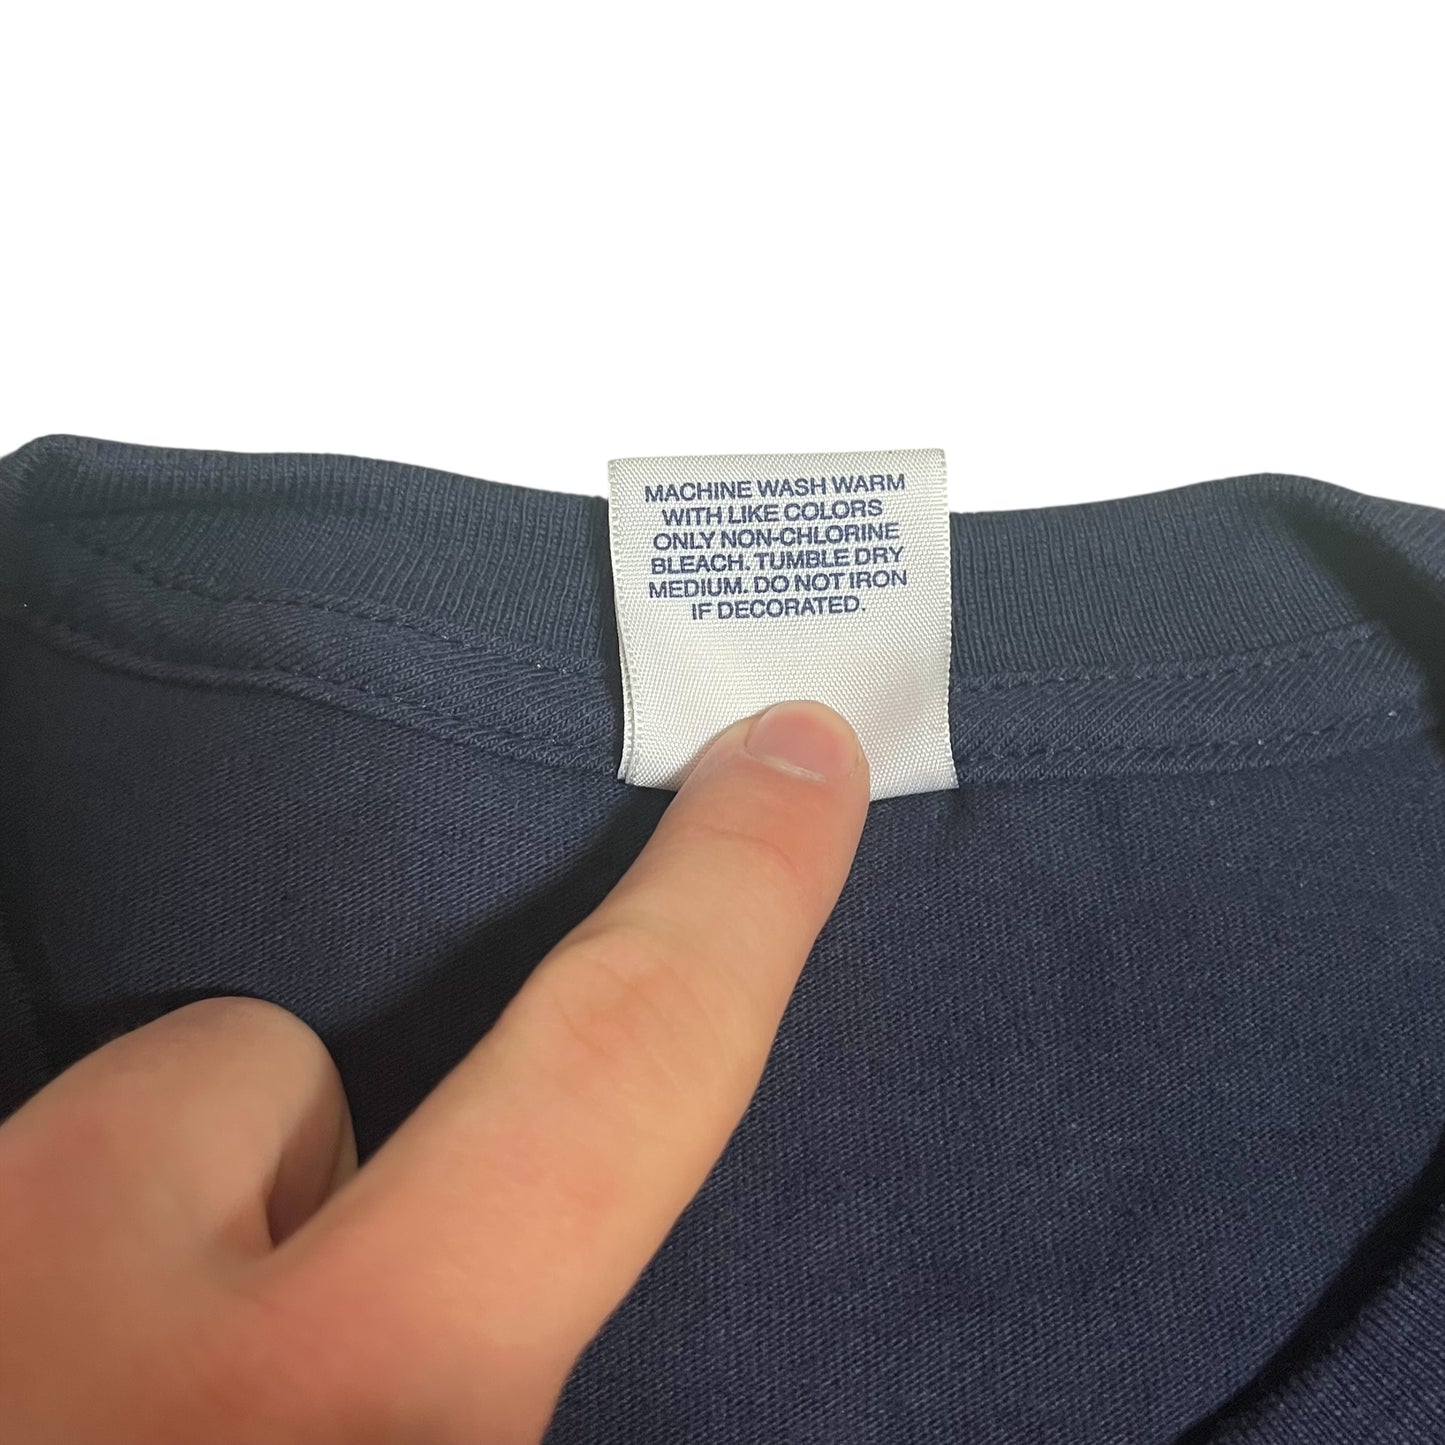 MACHINE WASH WARM
WITH LIKE COLORS
ONLY NON-CHLORINE
BLEACH. TUMBLE DRY
MEDIUM. DO NOT IRON
IF DECORATED.